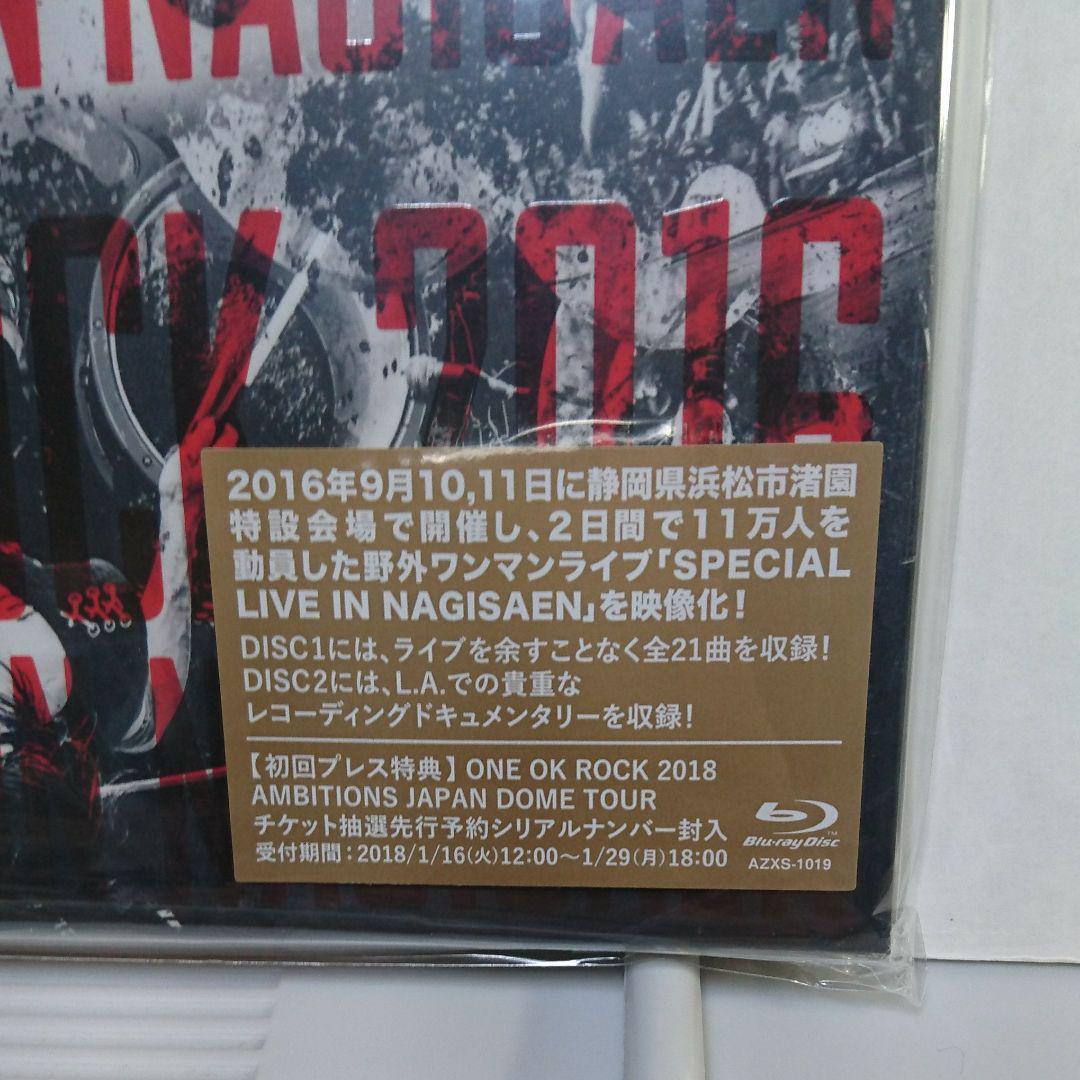 N NAGISAEN
CK 2016
2016年9月10,11日に静岡県浜松市渚園
特設会場で開催し、2日間で11万人を
動員した野外ワンマンライブ「SPECIAL
LIVE IN NAGISAEN」を映像化!
DISC1には、ライブを余すことなく全21曲を収録!
DISC2には、L.A.での貴重な
レコーディングドキュメンタリーを収録!
【初回プレス特典】ONE OK ROCK 2018
AMBITIONS JAPAN DOME TOUR
チケット抽選先行予約シリアルナンバー封入
受付期間:2018/1/16(火)12:00~1/29(月)18:00
Blu-ray Disc
TM
AZXS-1019